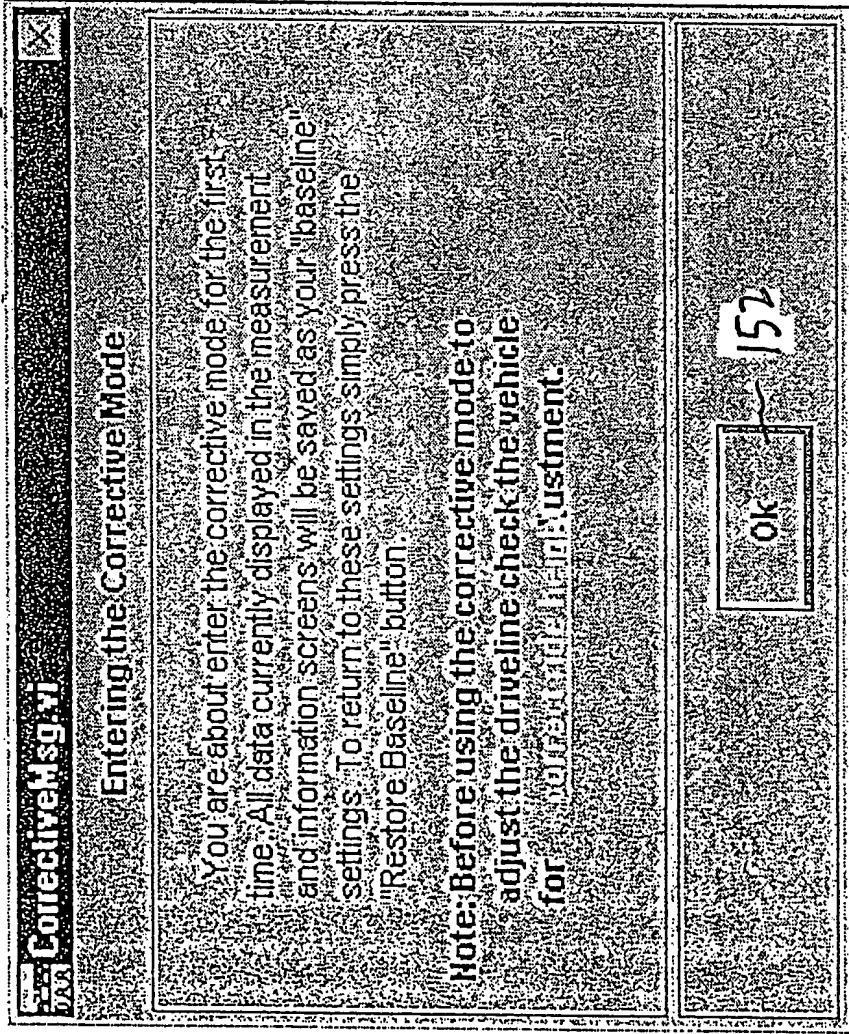 CorrectiveMsg.vi
Entering the Corrective Mode
You are about enter the corrective mode for the first
time. All data currently displayed in the measurement
and information screens will be saved as your "baseline"
settings. To return to these settings simply press the
"Restore Baseline" button.
Note: Before using the corrective mode to
adjust the driveline check the vehicle
for ustment.
Ok
152